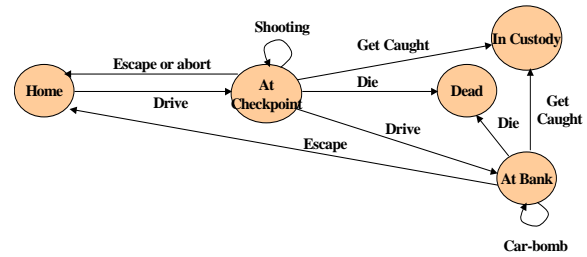 Shooting
Get Caught
In Custody
Escape or abort
Home
At
Checkpoint
Die
Dead
Drive
Get
Caught
Drive
Die
Escape
At Bank
Car-bomb